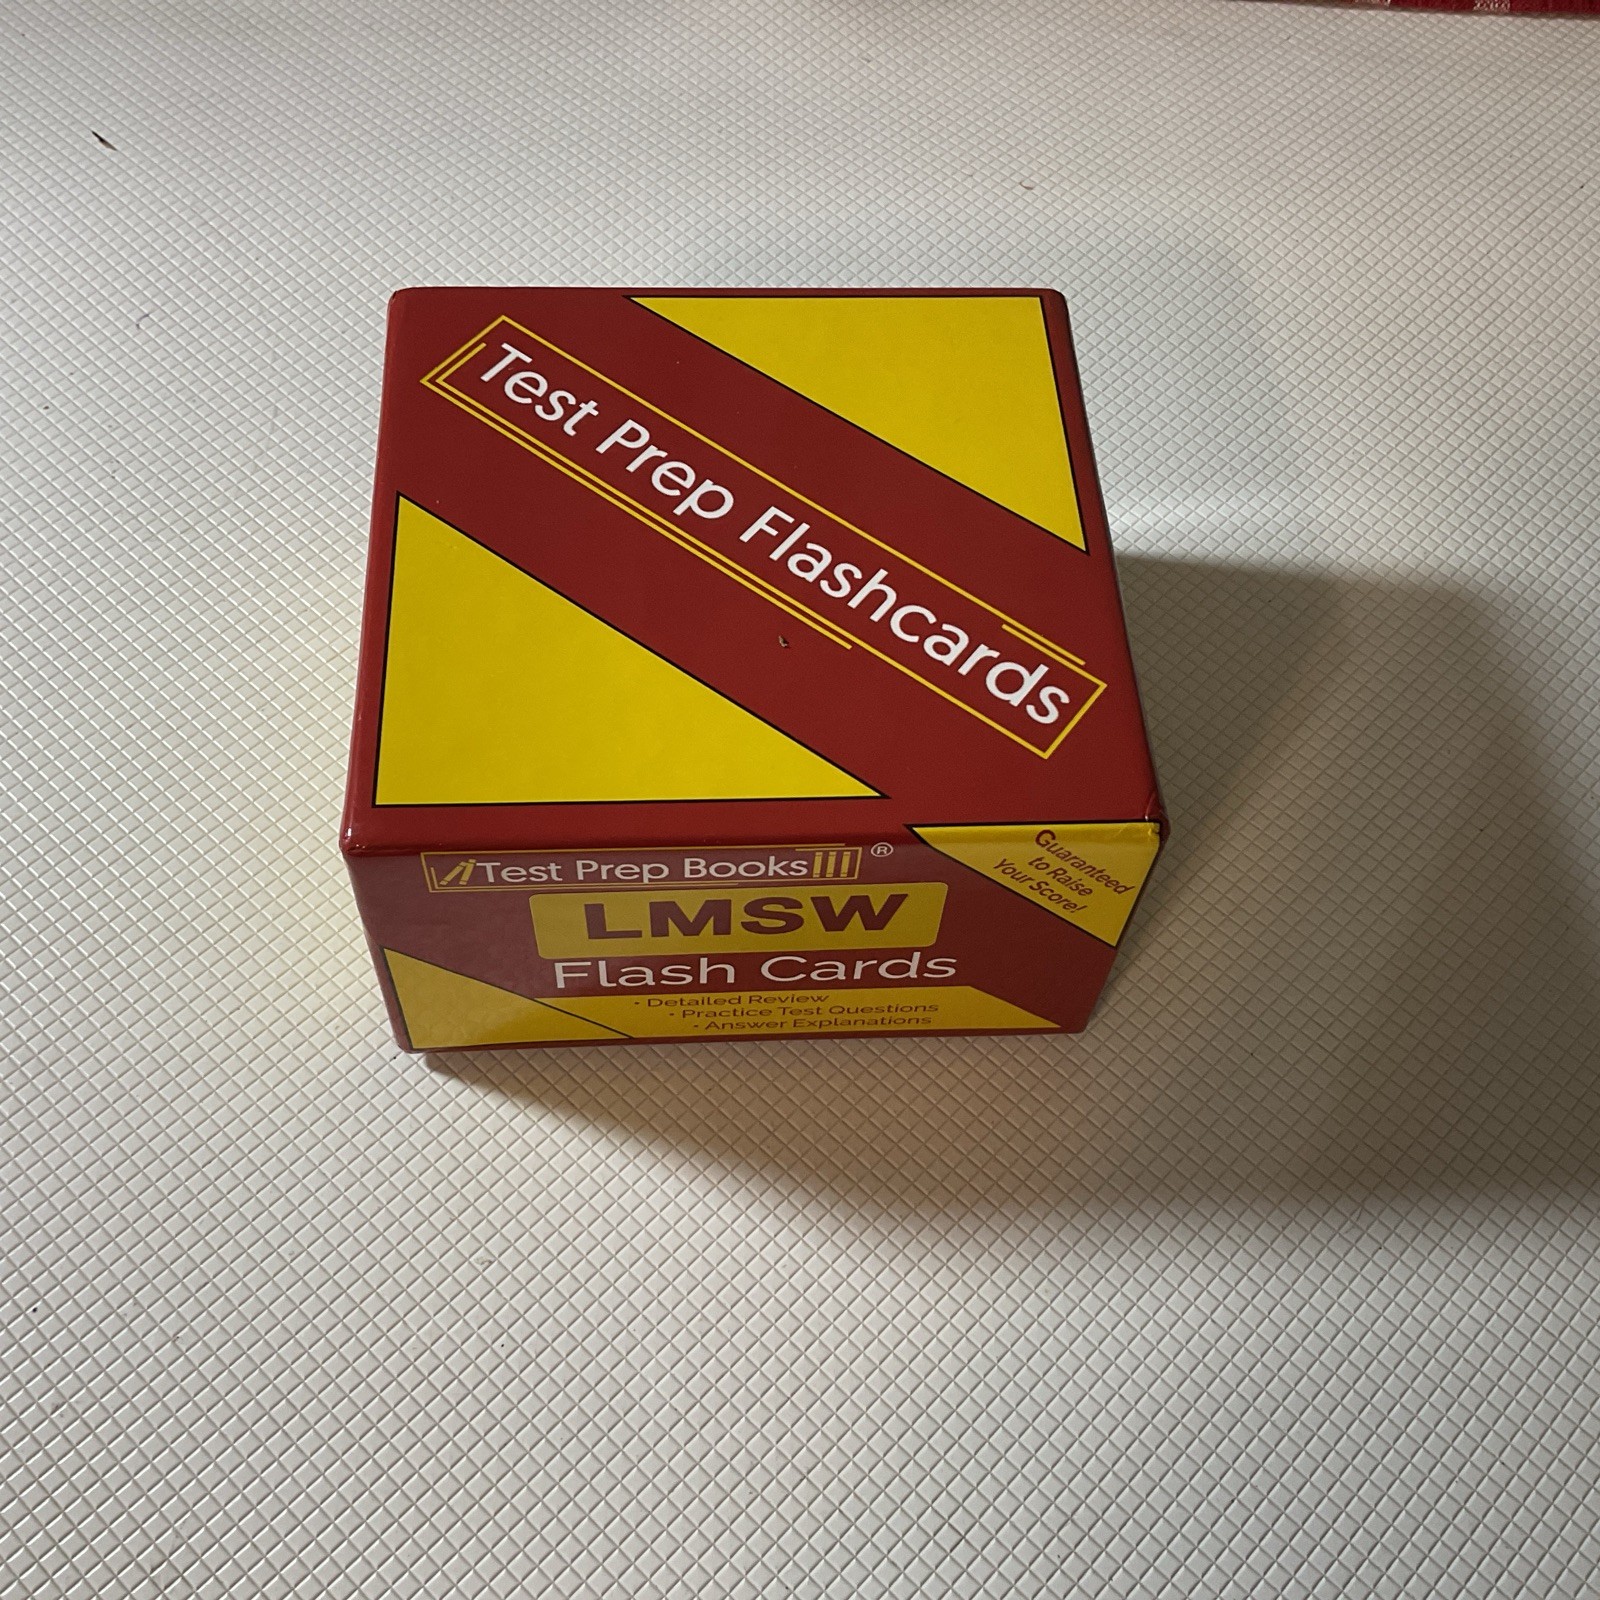 Test Prep Flashcards
Test Prep Books®
LMSW
Flash Cards
• Detailed Review
• Practice Test Questions
• Answer Explanations
Guaranteed
to Raise
Your Score!